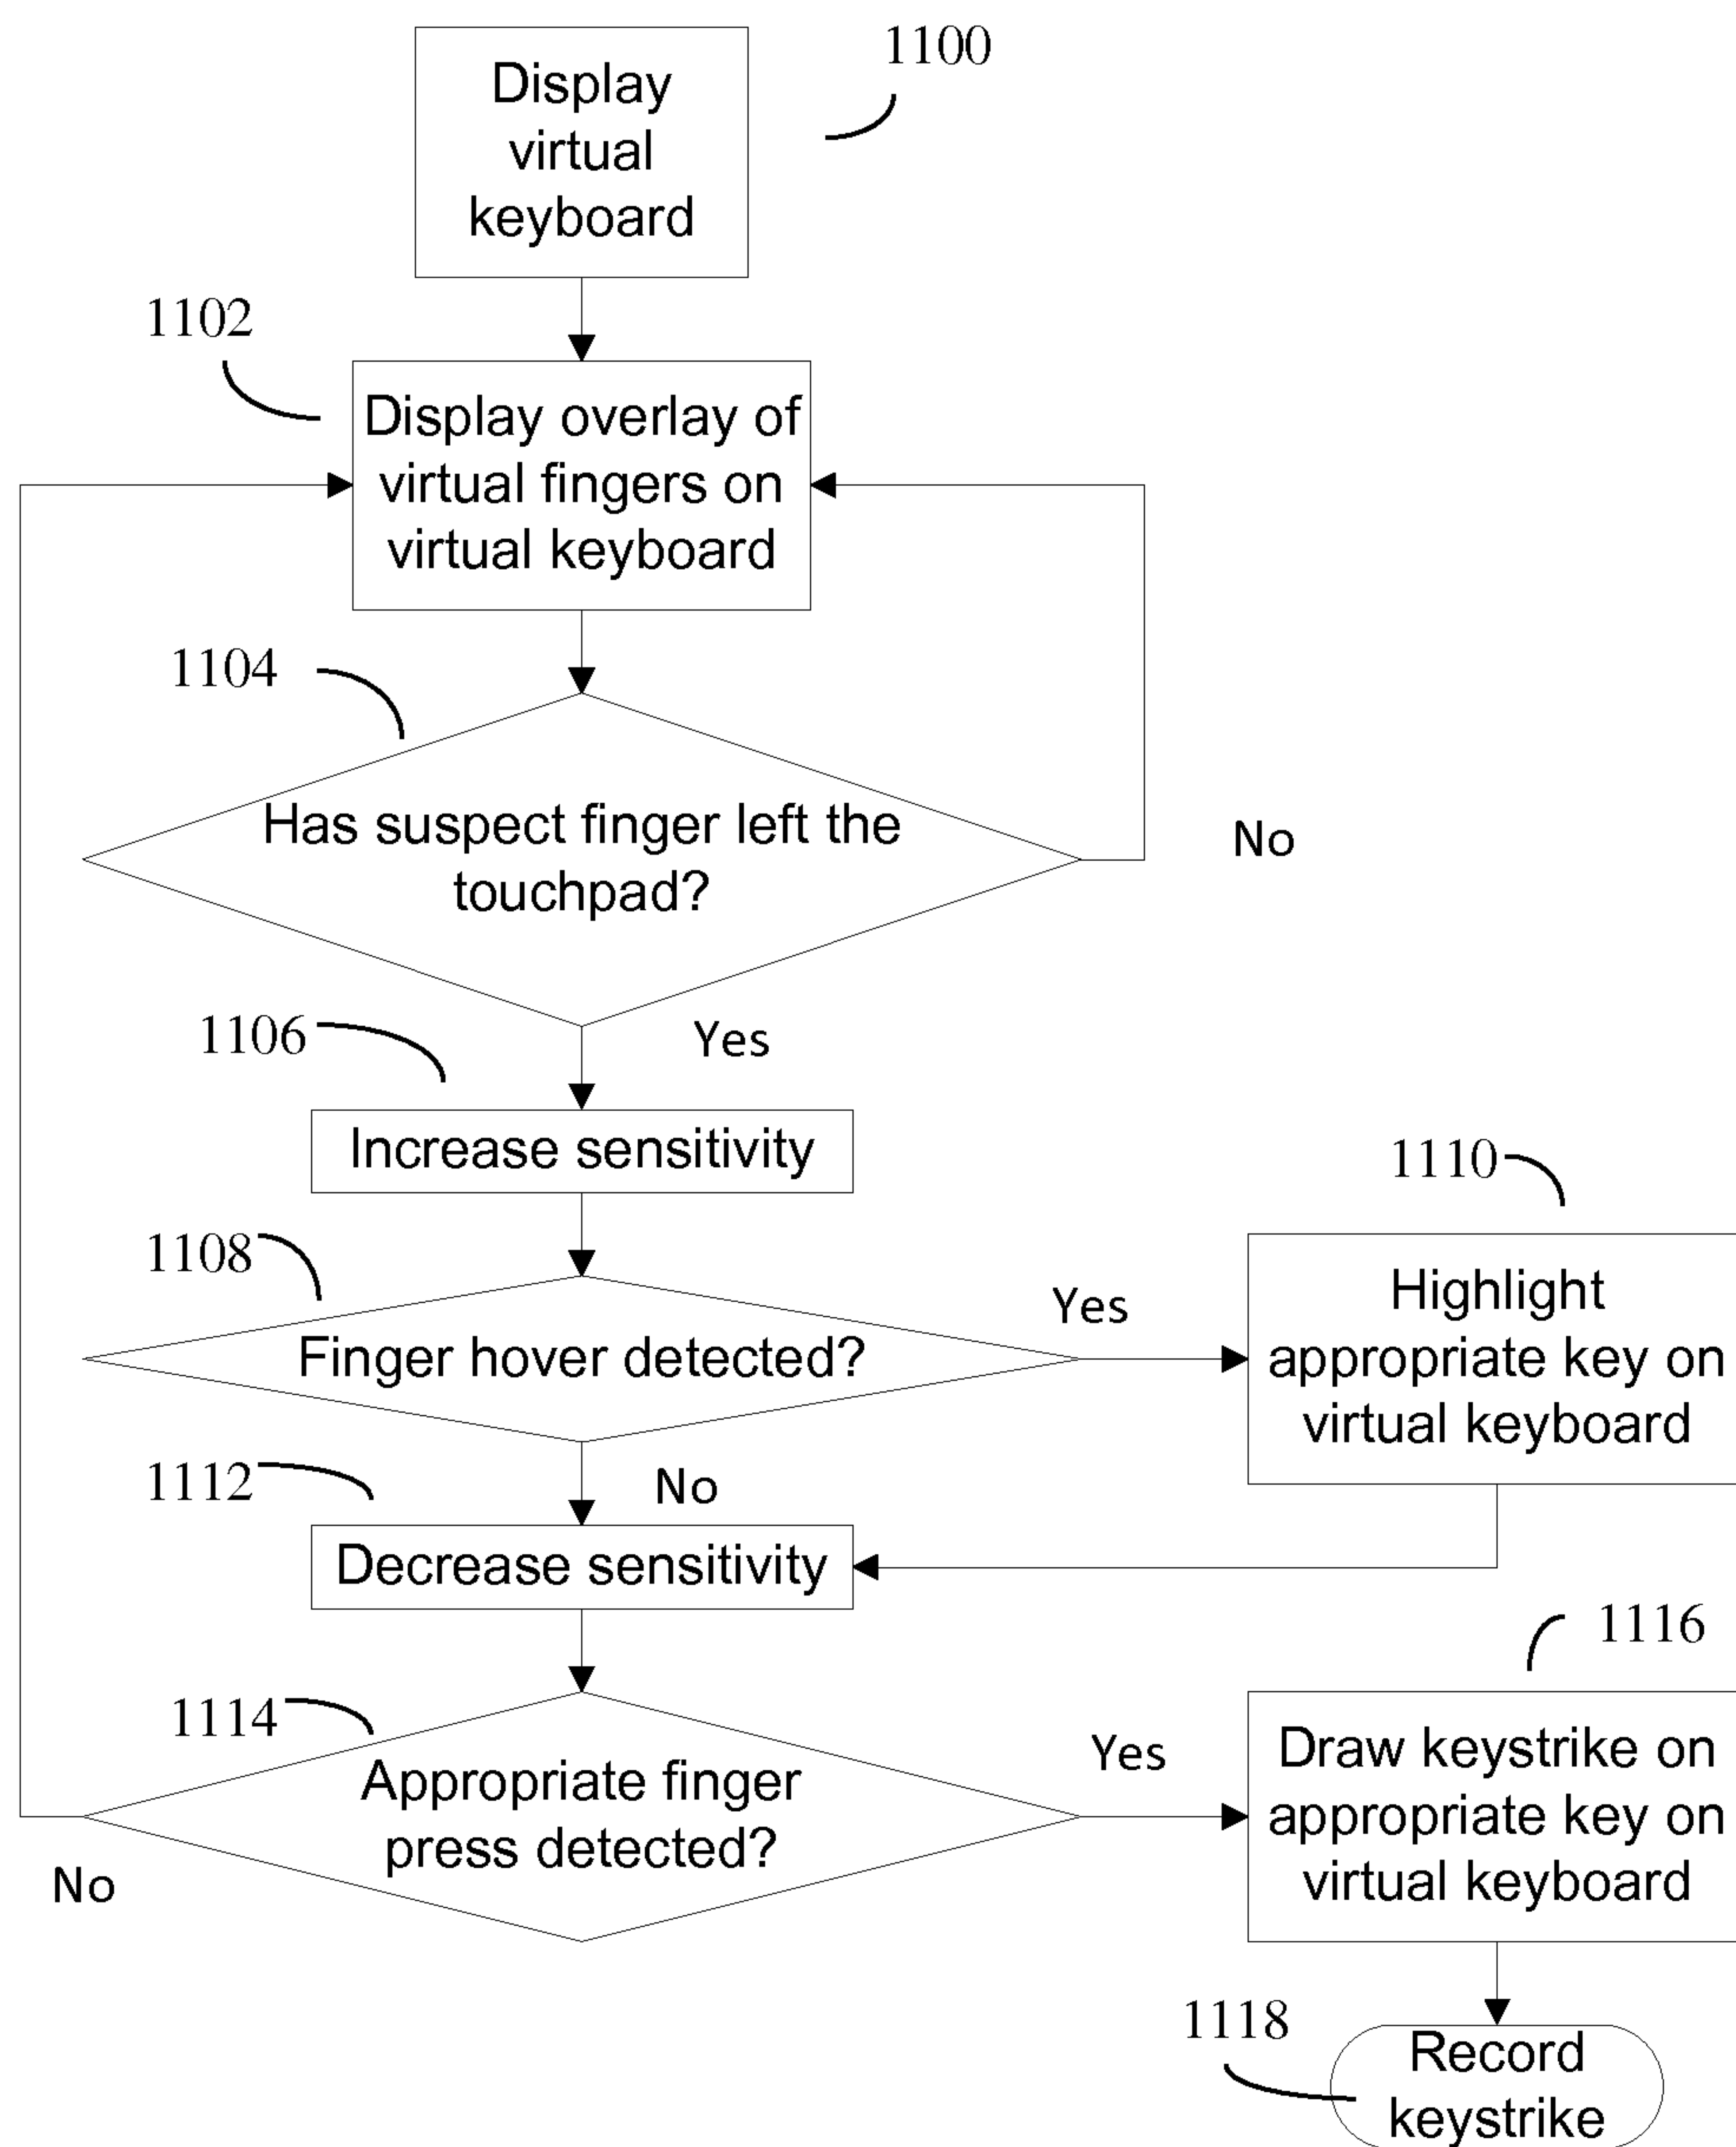 1100
Display
virtual
keyboard
1102
Display overlay of
virtual fingers on
virtual keyboard
1104
Has suspect finger left the
touchpad?
No
1106
Yes
Increase sensitivity
1108
Finger hover detected?
Yes
1110
Highlight
appropriate key on
virtual keyboard
1112
No
Decrease sensitivity
1114
Appropriate finger
press detected?
No
Yes
1116
Draw keystrike on
appropriate key on
virtual keyboard
1118
Record
keystrike